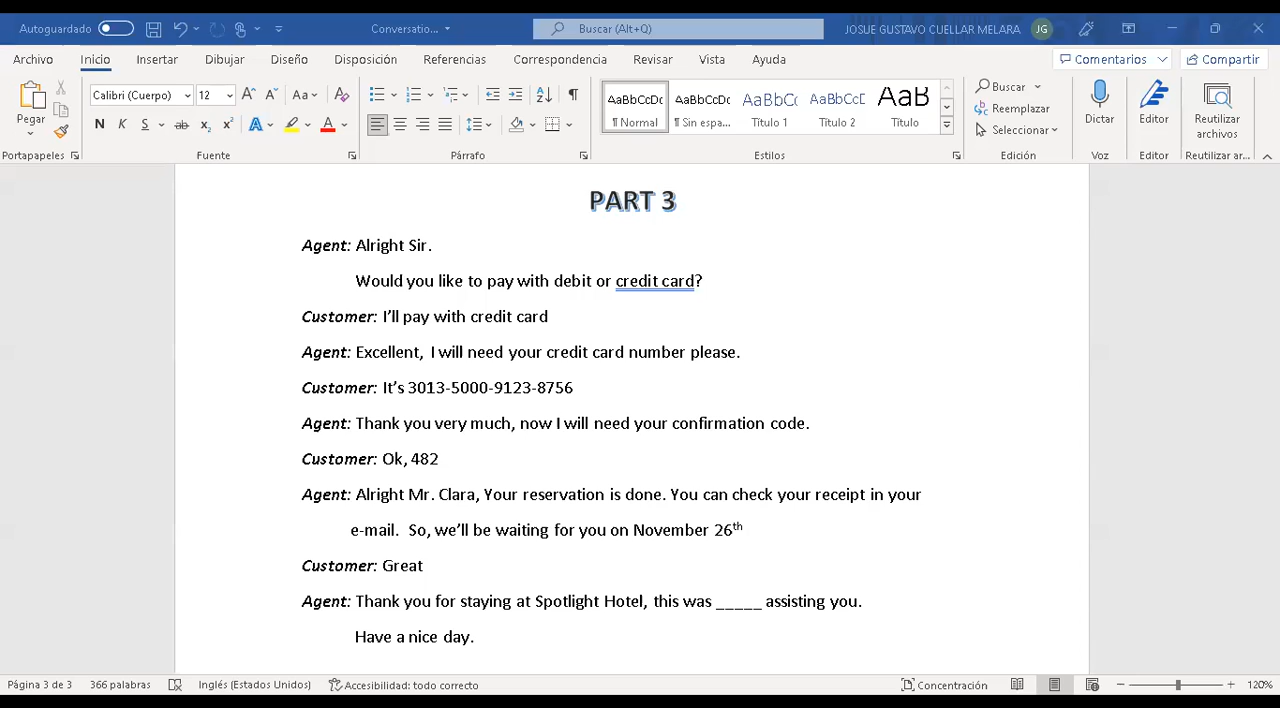 Autoguardado
Conversatio...
Buscar (Alt+Q)
JOSUE GUSTAVO CUELLAR MELARA
JG
Archivo Inicio Insertar Dibujar Diseño Disposición Correspondencia Referencias Revisar Vista Ayuda
Comentarios
Compartir
Pegar
Portapapeles
Calibri (Cuerpo) 12 A A Aa A
N K S ab x₂ x² A A
Fuente
Párrafo
AaBbCcDc AaBbCcDc AaBbC( AaBbCcC AaB
¶ Normal ¶ Sin espa... Título 1 Título 2 Título
Estilos
Buscar
Reemplazar
Seleccionar
Edición
Dictar
Voz
Editor
Editor
Reutilizar archivos
Reutilizar ar...
PART 3
Agent: Alright Sir.
Would you like to pay with debit or credit card?
Customer: I'll pay with credit card
Agent: Excellent, I will need your credit card number please.
Customer: It's 3013-5000-9123-8756
Agent: Thank you very much, now I will need your confirmation code.
Customer: Ok, 482
Agent: Alright Mr. Clara, Your reservation is done. You can check your receipt in your
e-mail. So, we'll be waiting for you on November 26th
Customer: Great
Agent: Thank you for staying at Spotlight Hotel, this was _____ assisting you.
Have a nice day.
Página 3 de 3 366 palabras Inglés (Estados Unidos) Accesibilidad: todo correcto Concentración 120%